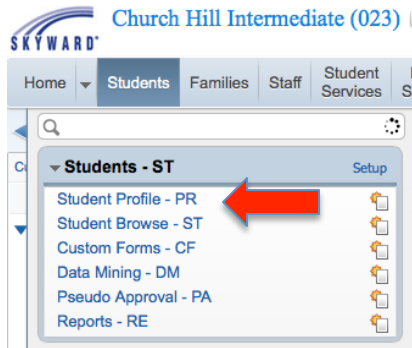 SKYWARD®
Church Hill Intermediate (023)
Home Students Families Staff Student Services
Students - ST Setup
Student Profile - PR
Student Browse - ST
Custom Forms - CF
Data Mining - DM
Pseudo Approval - PA
Reports - RE